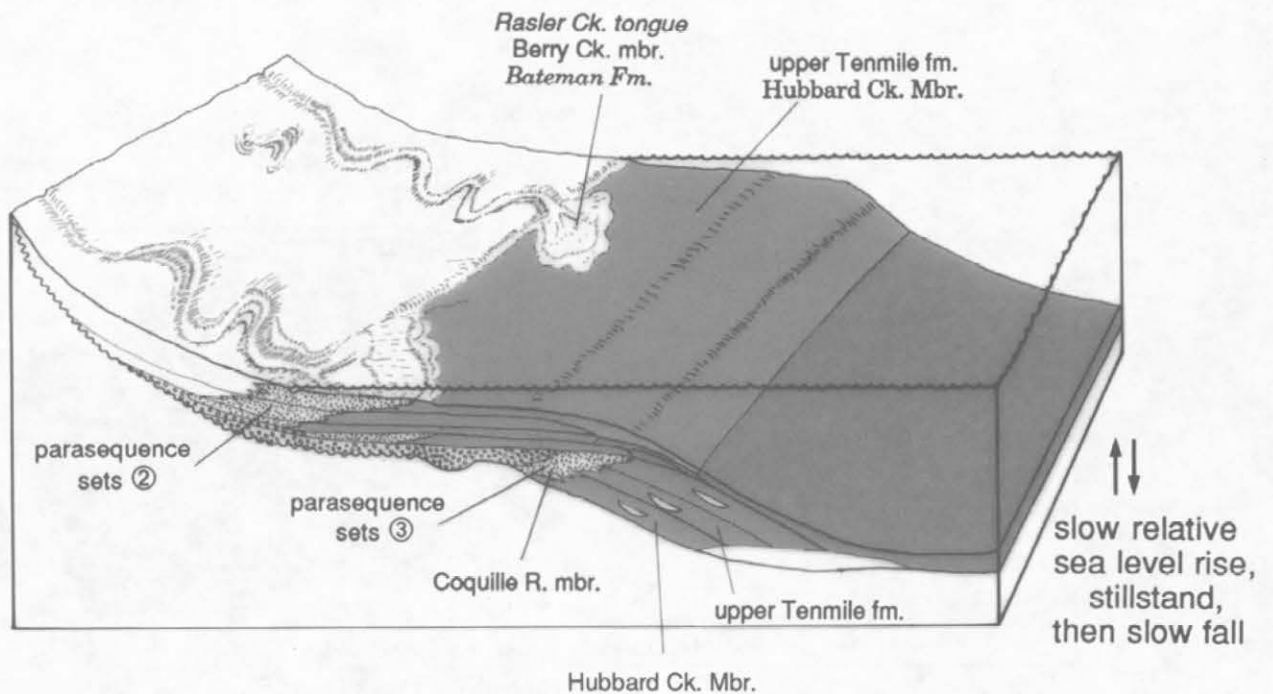 Rasler Ck. tongue
Berry Ck. mbr.
Bateman Fm.
upper Tenmile fm.
Hubbard Ck. Mbr.
parasequence
sets ②
parasequence
sets ③
Coquille R. mbr.
upper Tenmile fm.
Hubbard Ck. Mbr.
slow relative
sea level rise,
stillstand,
then slow fall